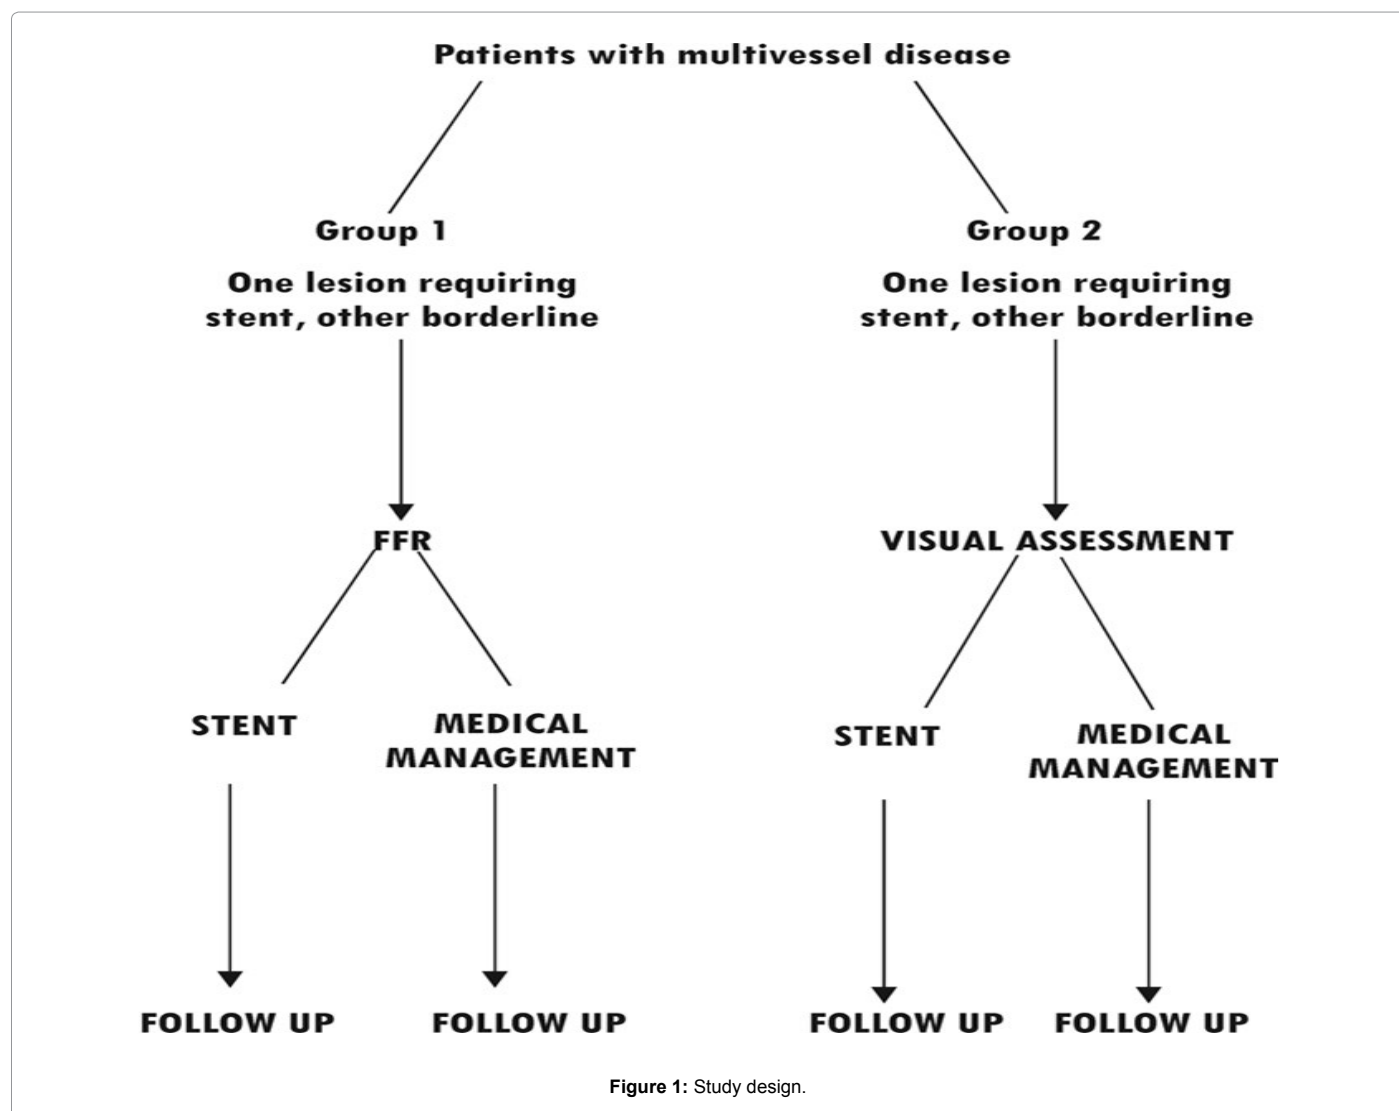 Patients with multivessel disease
Group 1
Group 2
One lesion requiring
stent, other borderline
One lesion requiring
stent, other borderline
FFR
VISUAL ASSESSMENT
STENT
MEDICAL
MANAGEMENT
STENT
MEDICAL
MANAGEMENT
FOLLOW UP
FOLLOW UP
FOLLOW UP
FOLLOW UP
Figure 1: Study design.